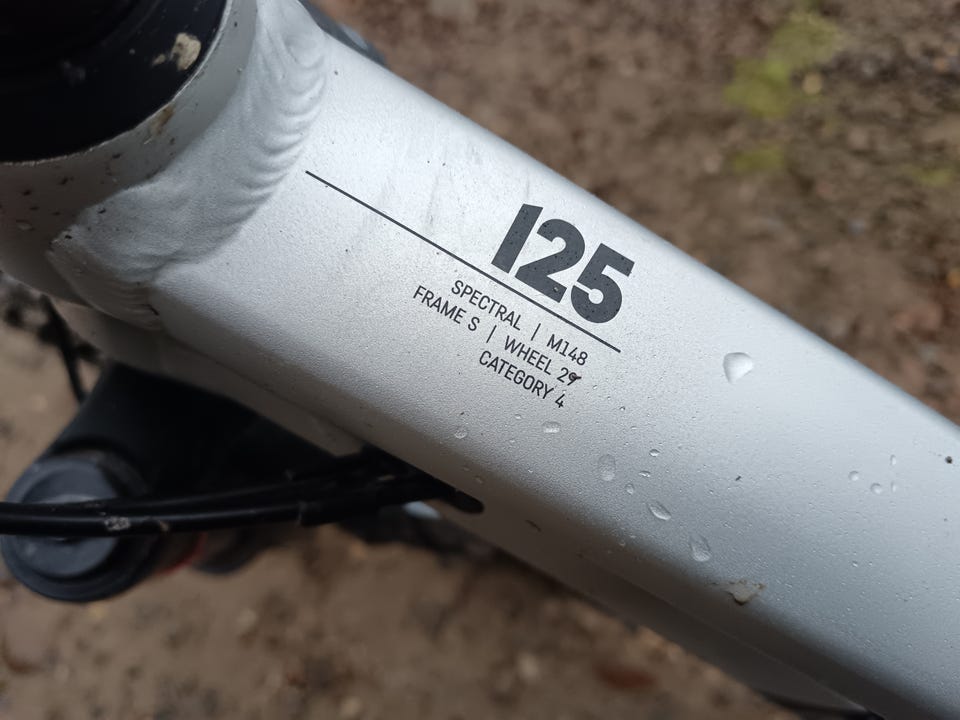 125
SPECTRAL | M148
FRAME S | WHEEL 29
CATEGORY 4